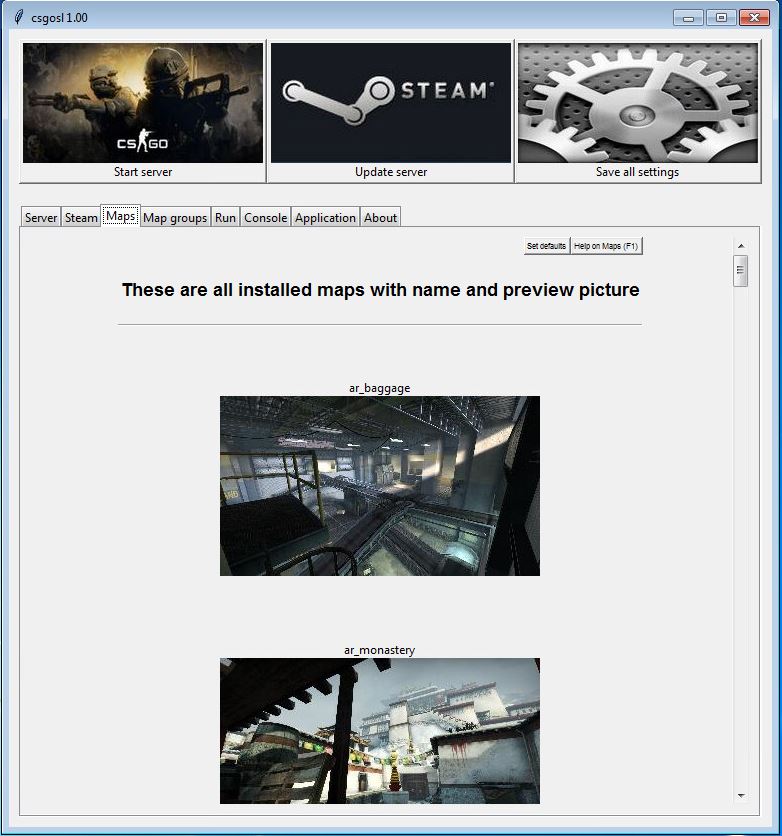 csgosl 1.00
CS GO
STEAM
Start server
Update server
Save all settings
Server Steam Maps Map groups Run Console Application About
Set defaults Help on Maps (F1)
These are all installed maps with name and preview picture
ar_baggage
ar_monastery